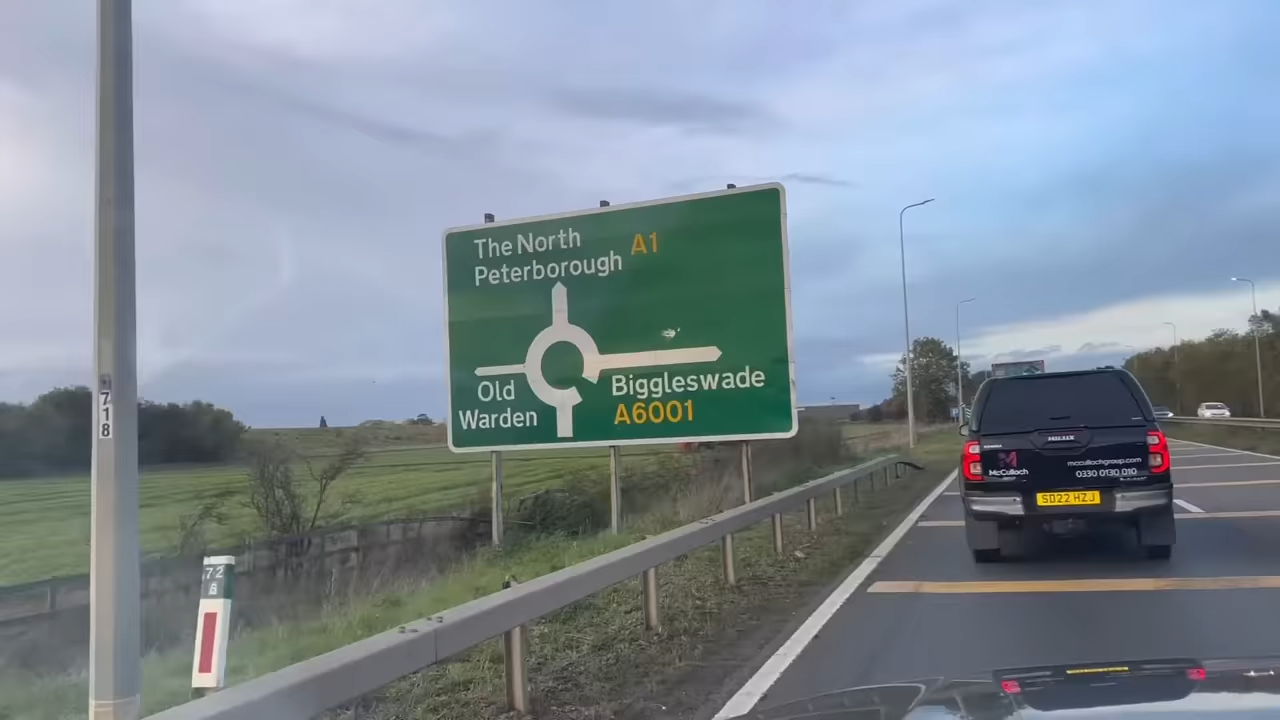 The North
Peterborough
A1
Old
Warden
Biggleswade
A6001
718
72
HILUX
McCulloch
mccullochgroup.com
0330 0130 010
SD22 HZJ